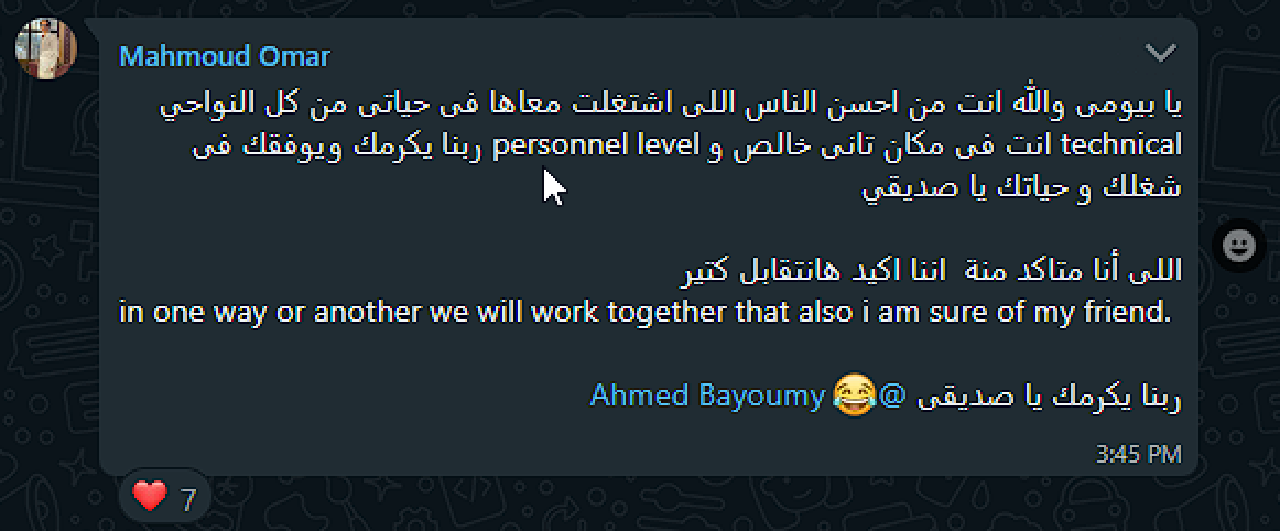 Mahmoud Omar
يا بيومى والله انت من احسن الناس اللى اشتغلت معاها فى حياتى من كل النواحي
technical انت فى مكان تانى خالص و personnel level ربنا يكرمك ويوفقك فى
شغلك و حياتك يا صديقي
اللى أنا متاكد منة اننا اكيد هانتقابل كتير
in one way or another we will work together that also i am sure of my friend.
ربنا يكرمك يا صديقى @😂 Ahmed Bayoumy
3:45 PM
❤️ 7